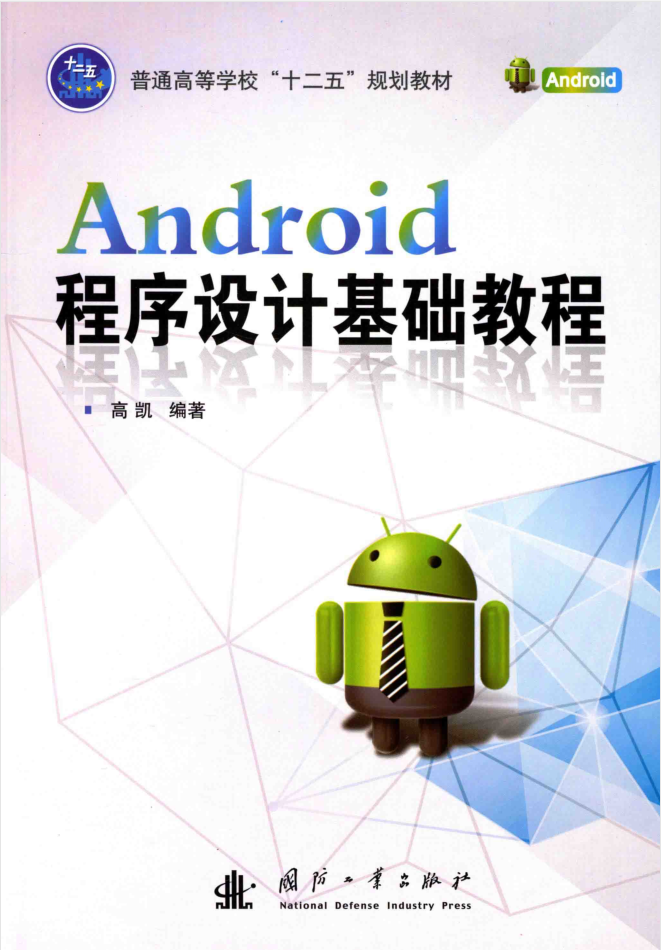 十二五
普通高等学校“十二五”规划教材
Android
Android
程序设计基础教程
高凯 编著
國防工業出版社
National Defense Industry Press